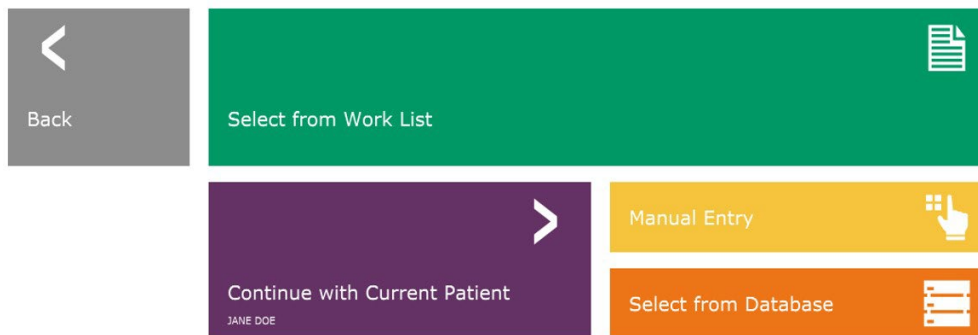 Back
Select from Work List
Continue with Current Patient
JANE DOE
Manual Entry
Select from Database